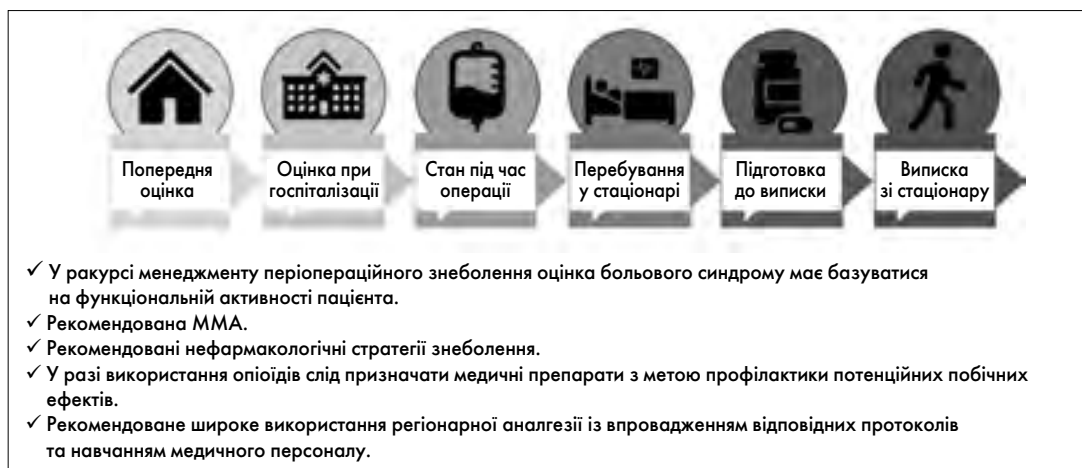 Попередня
оцінка
Оцінка при
госпіталізації
Стан під час
операції
Перебування
у стаціонарі
Підготовка
до виписки
Виписка
зі стаціонару
✓ У ракурсі менеджменту періопераційного знеболення оцінка больового синдрому має базуватися
на функціональній активності пацієнта.
✓ Рекомендована ММА.
✓ Рекомендовані нефармакологічні стратегії знеболення.
✓ У разі використання опіоїдів слід призначати медичні препарати з метою профілактики потенційних побічних
ефектів.
✓ Рекомендоване широке використання регіонарної аналгезії із впровадженням відповідних протоколів
та навчанням медичного персоналу.